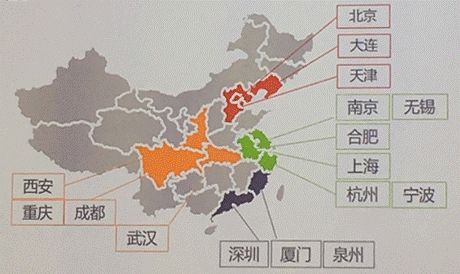 北京
大连
天津
南京 无锡
合肥
上海
杭州 宁波
西安
重庆 成都
武汉
深圳 厦门 泉州